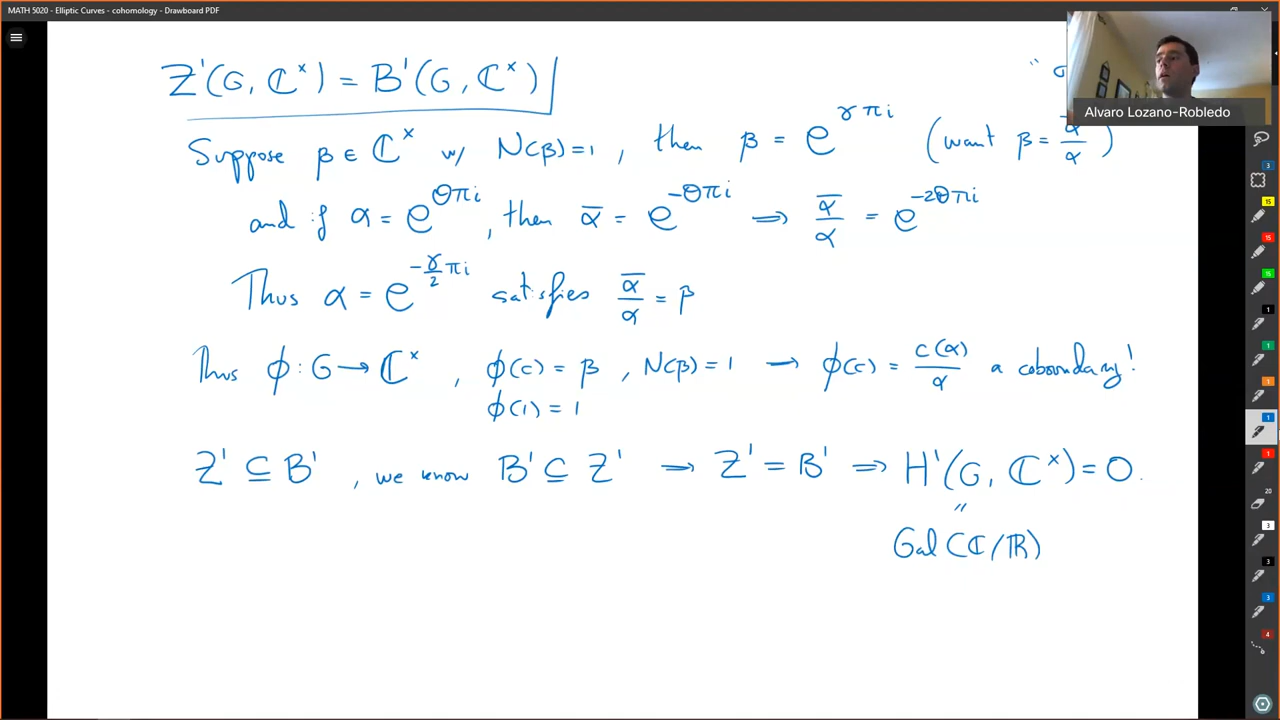 MATH 5020 - Elliptic Curves - cohomology - Drawboard PDF
Alvaro Lozano-Robledo
Z¹(G, ℂ^×) = B¹(G, ℂ^×)
Suppose β ∈ ℂ^× w/ N(β)=1, then β = e^{γπi} (want β = ᾱ/α)
and if α = e^{θπi}, then ᾱ = e^{-θπi} ⟹ ᾱ/α = e^{-2θπi}
Thus α = e^{-γ/2 πi} satisfies ᾱ/α = β
Thus ϕ: G → ℂ^×, ϕ(c) = β, N(β) = 1 → ϕ(c) = c(α)/α a coboundary!
ϕ(1) = 1
Z¹ ⊆ B¹, we know B¹ ⊆ Z¹ → Z¹ = B¹ ⟹ H¹(G, ℂ^×) = 0.
"
Gal(ℂ/ℝ)